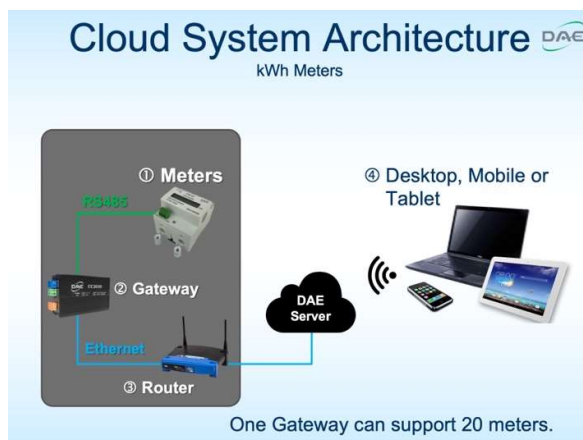 Cloud System Architecture
DAE
kWh Meters
① Meters
RS485
④ Desktop, Mobile or
Tablet
DAE
② Gateway
DAE
Server
Ethernet
③ Router
One Gateway can support 20 meters.